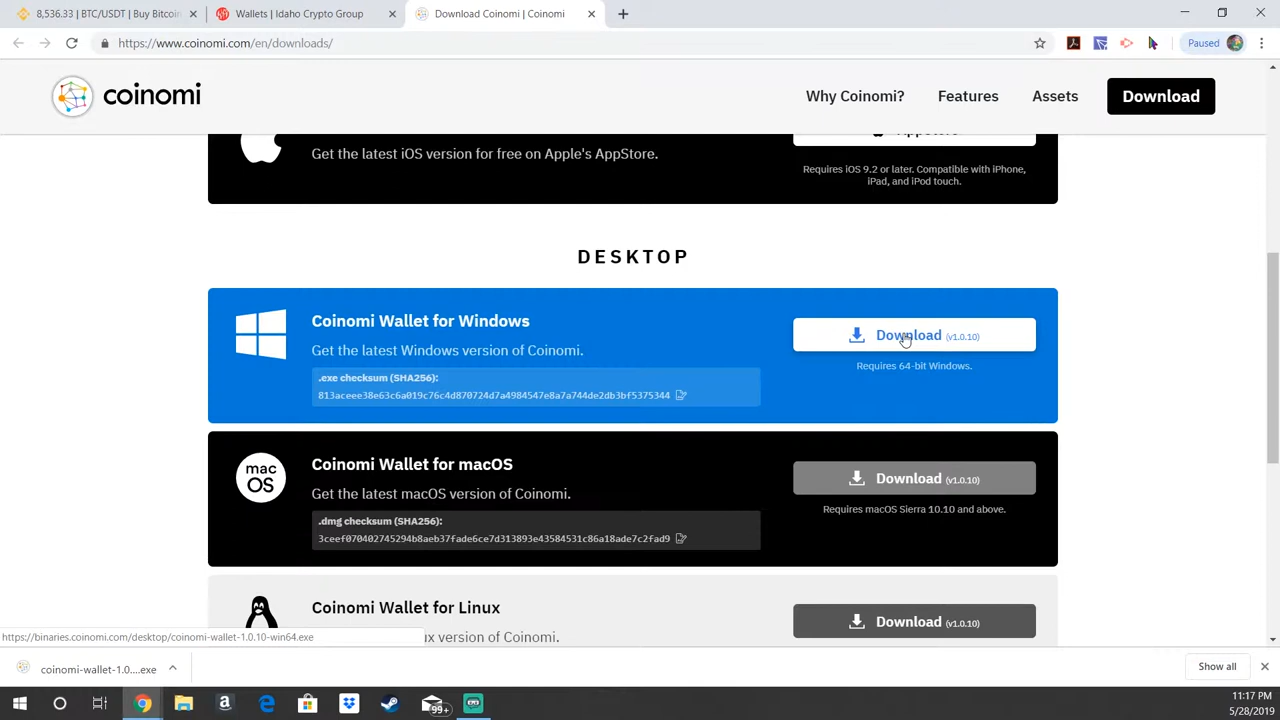 8,536.33 | BTC/TUSD | Buy Bitcoin
Wallets | Idaho Crypto Group
Download Coinomi | Coinomi
https://www.coinomi.com/en/downloads/
Paused
coinomi
Why Coinomi?
Features
Assets
Download
AppStore
Get the latest iOS version for free on Apple's AppStore.
Requires iOS 9.2 or later. Compatible with iPhone,
iPad, and iPod touch.
DESKTOP
Coinomi Wallet for Windows
Get the latest Windows version of Coinomi.
.exe checksum (SHA256):
813aceee38e63c6a019c76c4d870724d7a4984547e8a7a744de2db3bf5375344
Download (v1.0.10)
Requires 64-bit Windows.
Coinomi Wallet for macOS
mac
OS
Get the latest macOS version of Coinomi.
.dmg checksum (SHA256):
3ceef070402745294b8aeb37fade6ce7d313893e43584531c86a18ade7c2fad9
Download (v1.0.10)
Requires macOS Sierra 10.10 and above.
Coinomi Wallet for Linux
ux version of Coinomi.
Download (v1.0.10)
https://binaries.coinomi.com/desktop/coinomi-wallet-1.0.10-win64.exe
coinomi-wallet-1.0....exe
Show all
99+
11:17 PM
5/28/2019